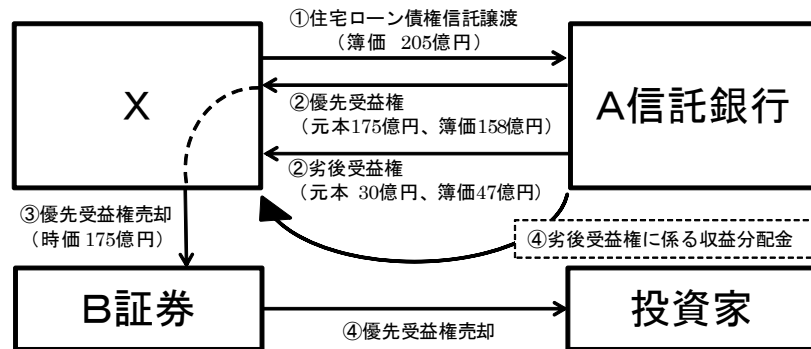 ①住宅ローン債権信託譲渡
（簿価 205億円）
X
②優先受益権
（元本175億円、簿価158億円）
A信託銀行
②劣後受益権
（元本 30億円、簿価47億円）
③優先受益権売却
（時価 175億円）
④劣後受益権に係る収益分配金
B証券
④優先受益権売却
投資家